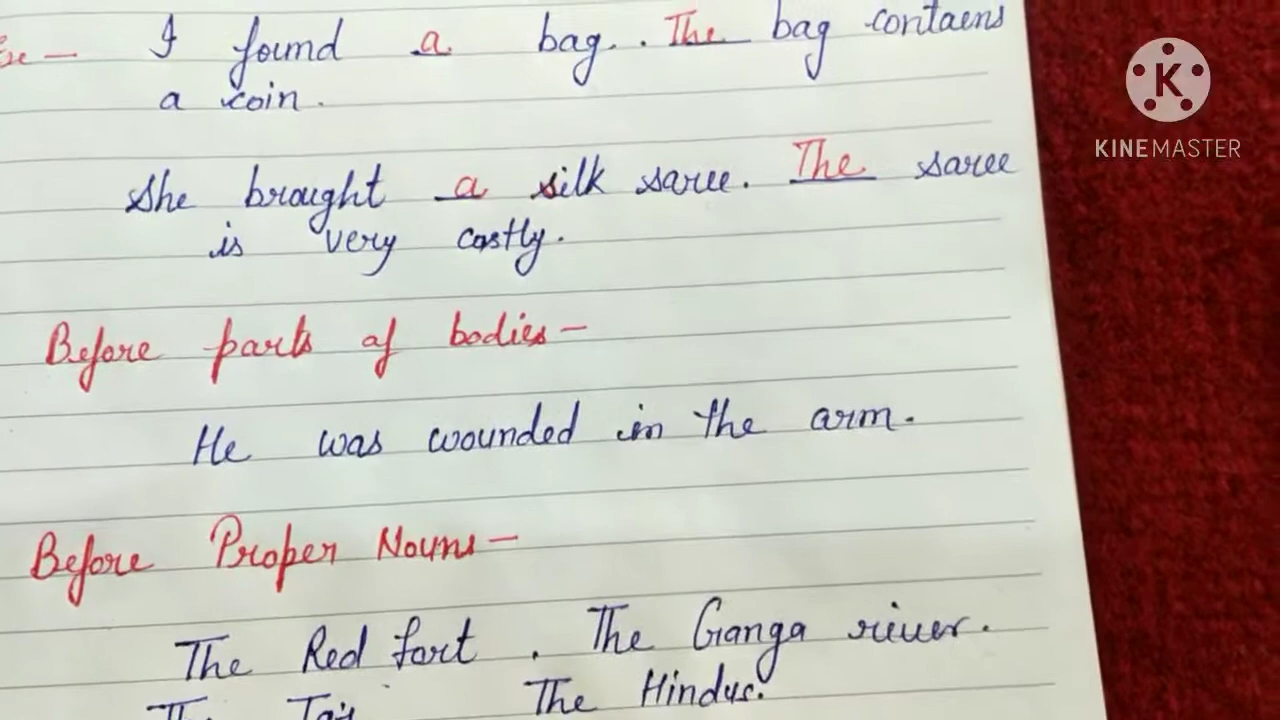 I found a bag. The bag contains
a coin.
She brought a silk saree. The saree
is very costly.
Before parts of bodies -
He was wounded in the arm.
Before Proper Nouns -
The Red fort . The Ganga river.
The Hindus.
K
KINEMASTER